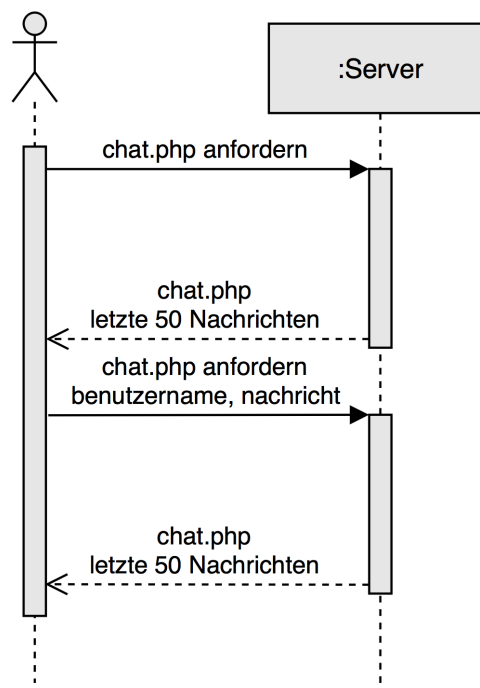 :Server
chat.php anfordern
chat.php
letzte 50 Nachrichten
chat.php anfordern
benutzername, nachricht
chat.php
letzte 50 Nachrichten